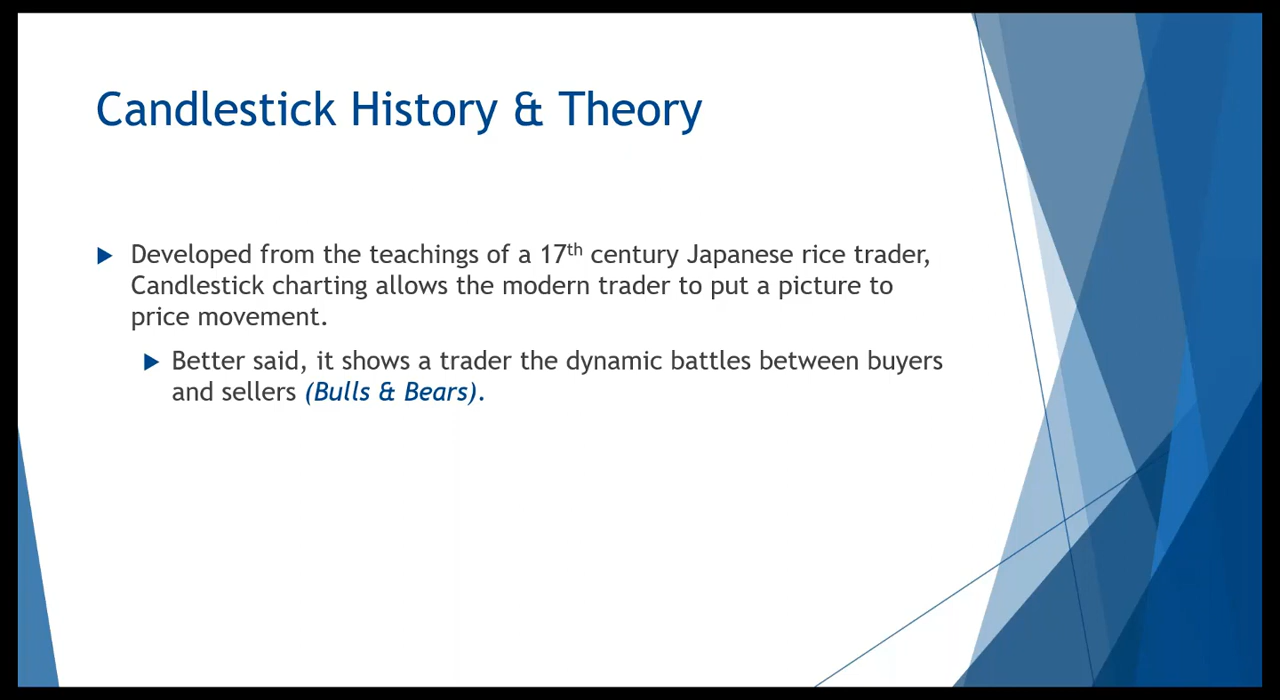 Candlestick History & Theory
Developed from the teachings of a 17th century Japanese rice trader,
Candlestick charting allows the modern trader to put a picture to
price movement.
Better said, it shows a trader the dynamic battles between buyers
and sellers (Bulls & Bears).